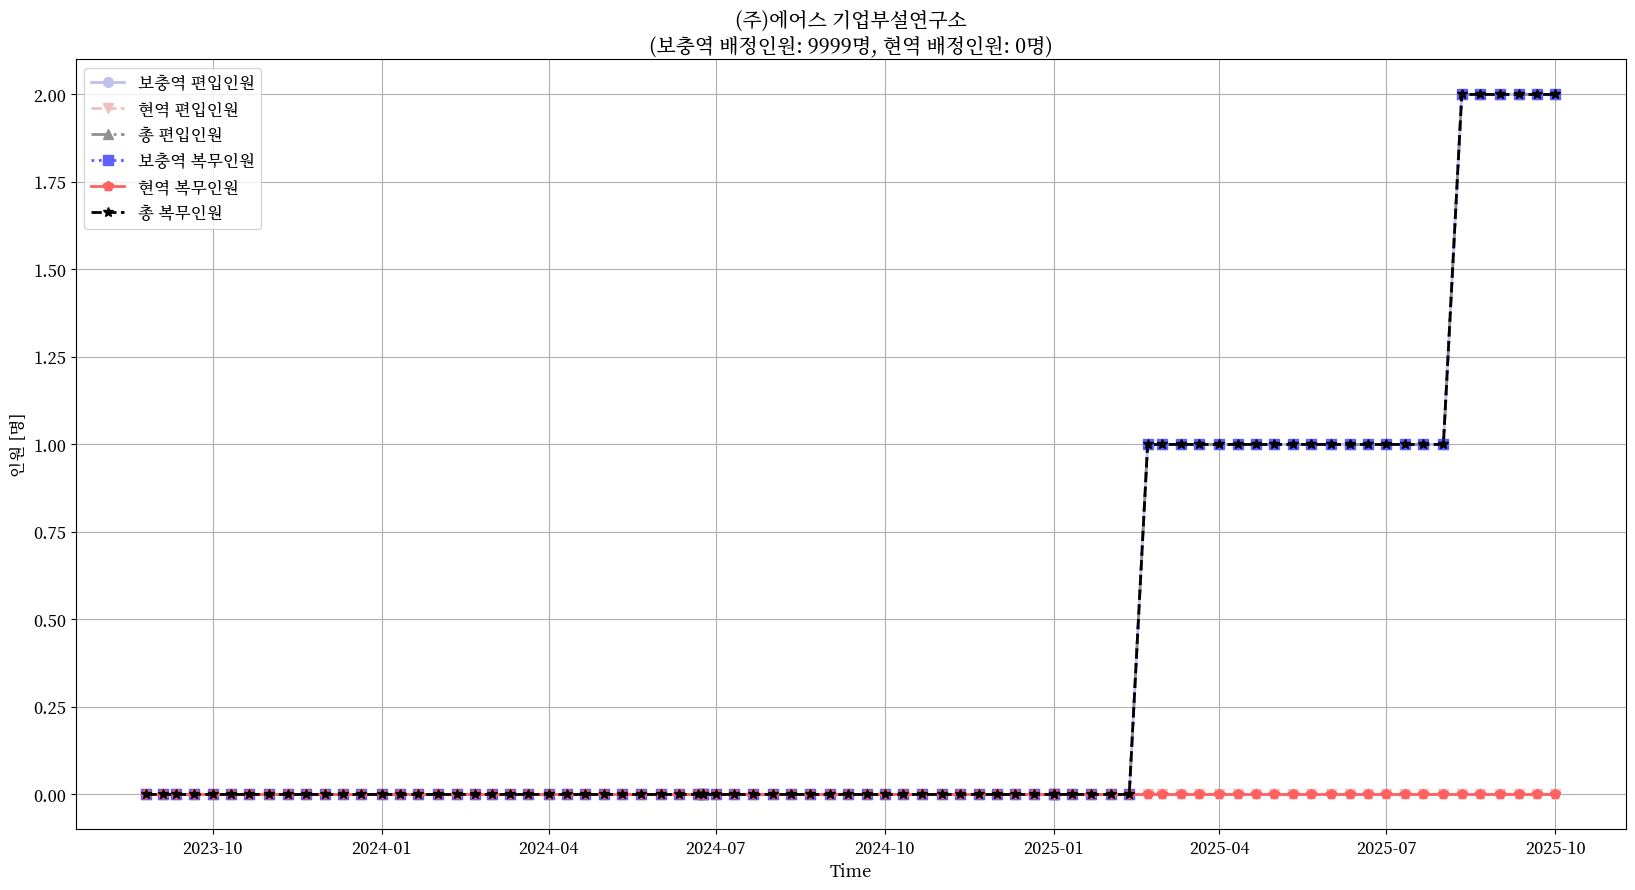 (주)에어스 기업부설연구소
(보충역 배정인원: 9999명, 현역 배정인원: 0명)
보충역 편입인원
현역 편입인원
총 편입인원
보충역 복무인원
현역 복무인원
총 복무인원
인원 [명]
2.00
1.75
1.50
1.25
1.00
0.75
0.50
0.25
0.00
2023-10
2024-01
2024-04
2024-07
2024-10
2025-01
2025-04
2025-07
2025-10
Time